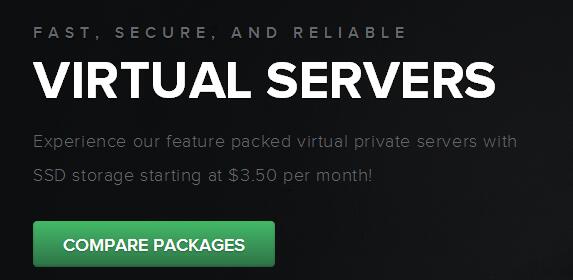 FAST, SECURE, AND RELIABLE
VIRTUAL SERVERS
Experience our feature packed virtual private servers with
SSD storage starting at $3.50 per month!
COMPARE PACKAGES